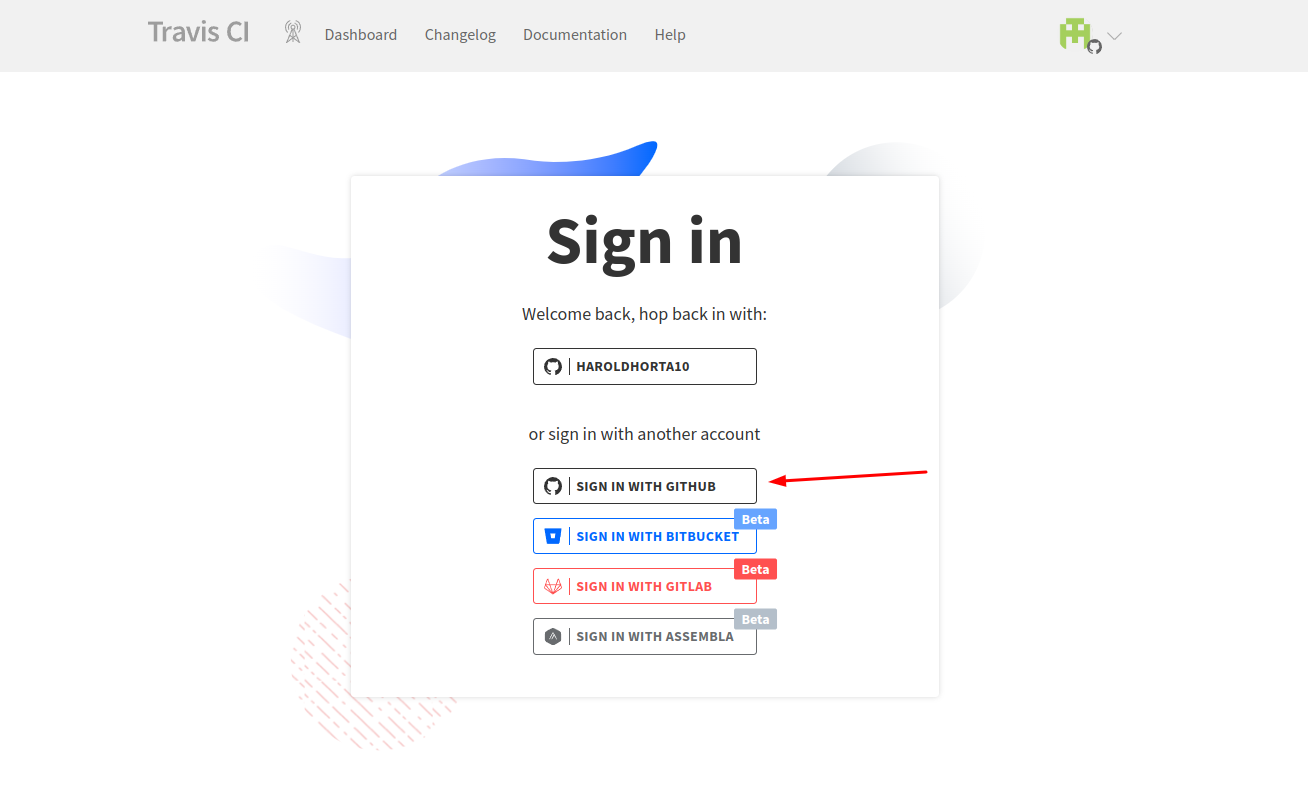 Travis CI
Dashboard
Changelog
Documentation
Help
Sign in
Welcome back, hop back in with:
HAROLDHORTA10
or sign in with another account
SIGN IN WITH GITHUB
Beta
SIGN IN WITH BITBUCKET
Beta
SIGN IN WITH GITLAB
Beta
SIGN IN WITH ASSEMBLA